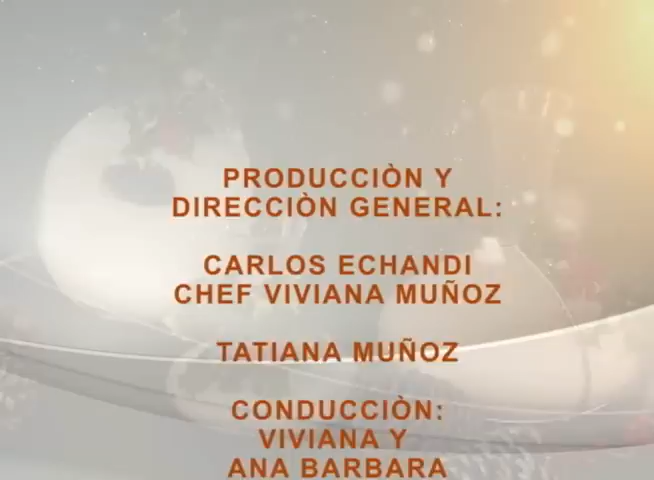 PRODUCCIÒN Y
DIRECCIÒN GENERAL:
CARLOS ECHANDI
CHEF VIVIANA MUÑOZ
TATIANA MUÑOZ
CONDUCCIÒN:
VIVIANA Y
ANA BARBARA